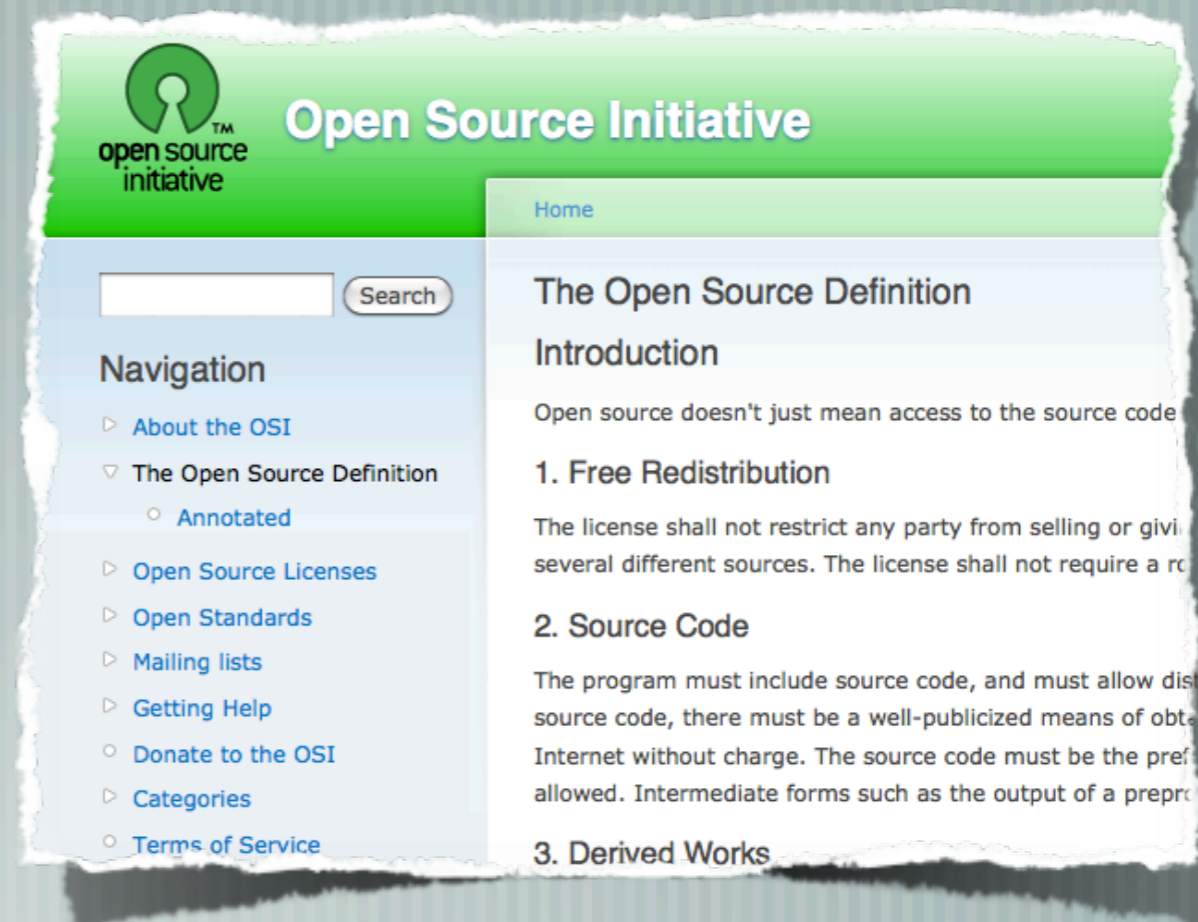 open source
initiative
TM
Open Source Initiative
Home
Search
Navigation
About the OSI
The Open Source Definition
Annotated
Open Source Licenses
Open Standards
Mailing lists
Getting Help
Donate to the OSI
Categories
Terms of Service
The Open Source Definition
Introduction
Open source doesn't just mean access to the source code
1. Free Redistribution
The license shall not restrict any party from selling or
several different sources. The license shall not require a
2. Source Code
The program must include source code, and must allow
source code, there must be a well-publicized means of
Internet without charge. The source code must be the
allowed. Intermediate forms such as the output of a
3. Derived Works